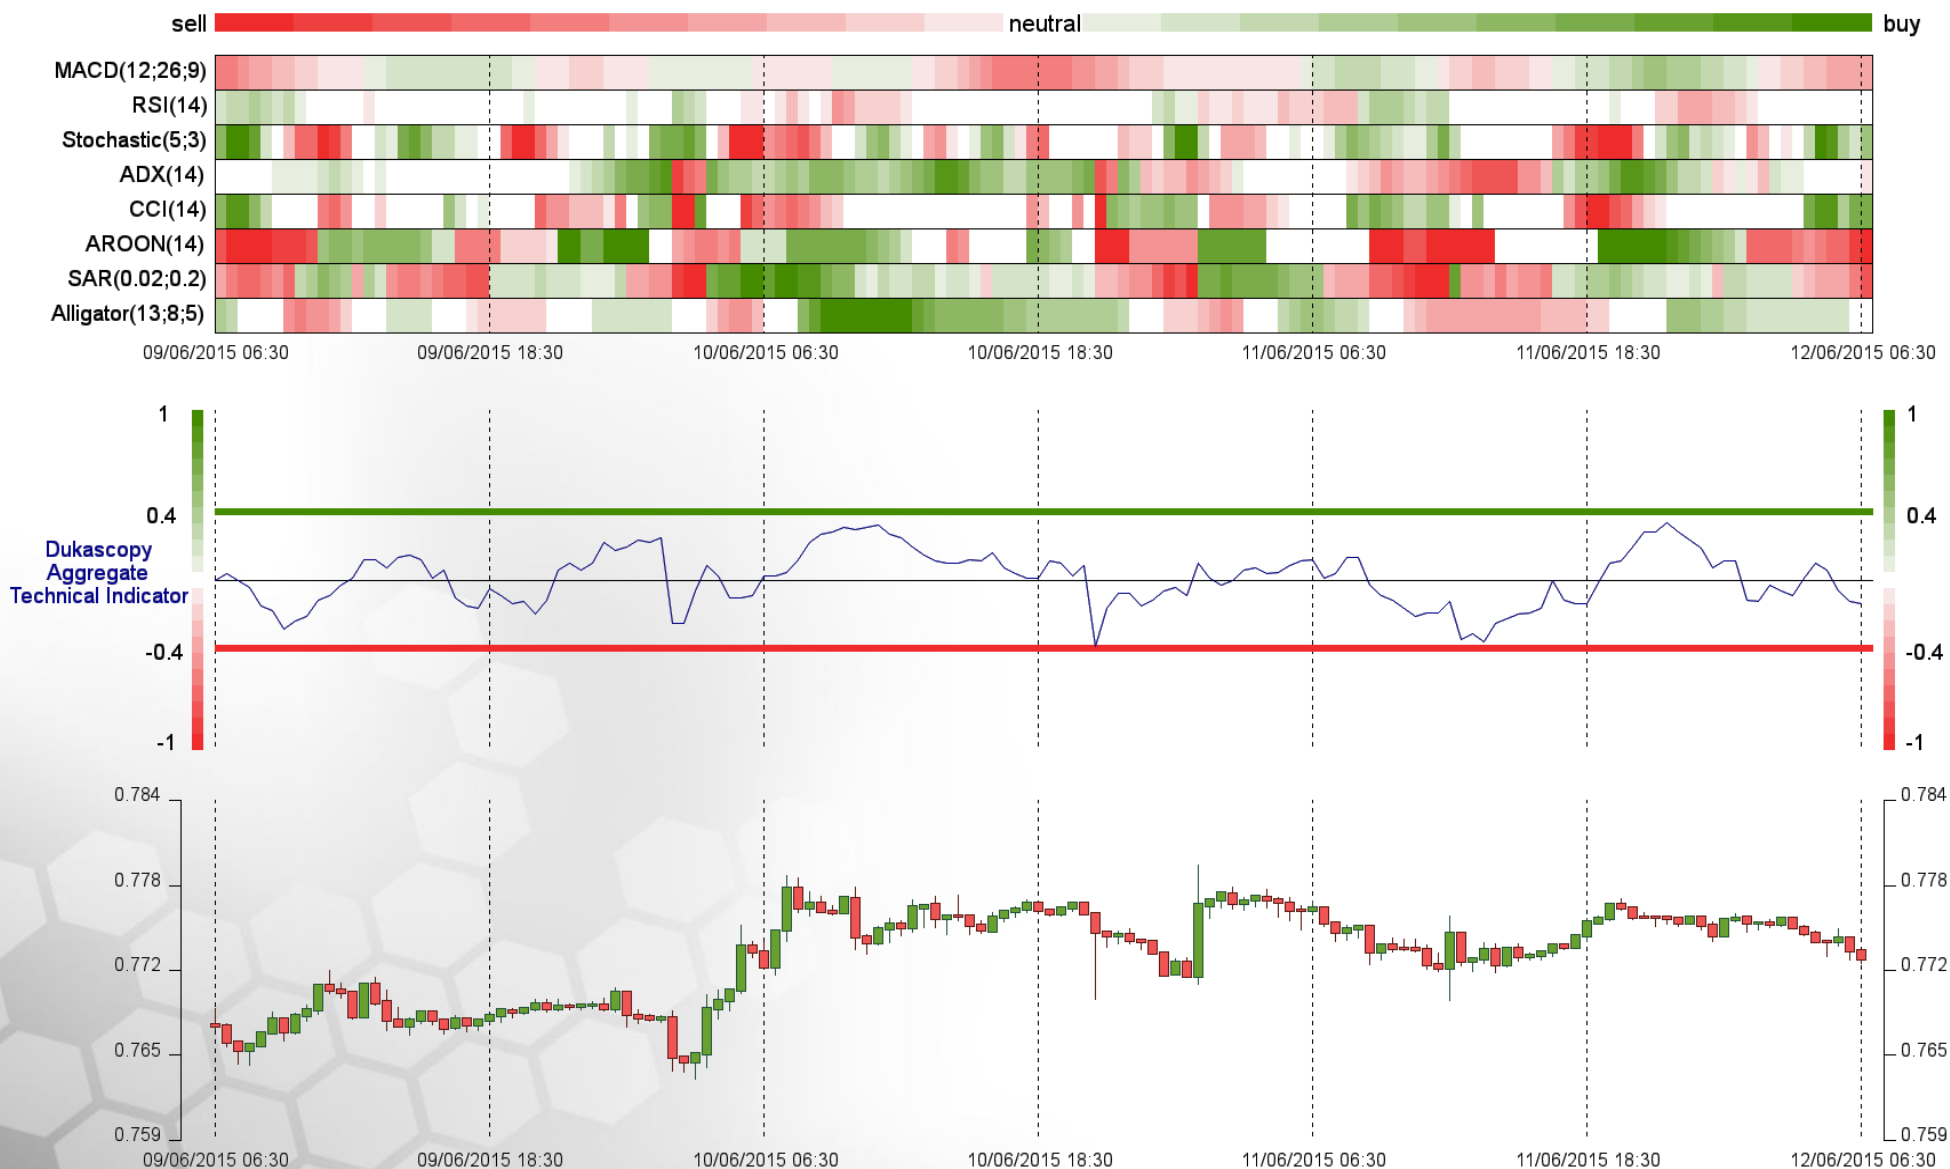 sell neutral buy
MACD(12;26;9)
RSI(14)
Stochastic(5;3)
ADX(14)
CCI(14)
AROON(14)
SAR(0.02;0.2)
Alligator(13;8;5)
09/06/2015 06:30 09/06/2015 18:30 10/06/2015 06:30 10/06/2015 18:30 11/06/2015 06:30 11/06/2015 18:30 12/06/2015 06:30
1 1
0.4 0.4
Dukascopy
Aggregate
Technical Indicator
-0.4 -0.4
-1 -1
0.784 0.784
0.778 0.778
0.772 0.772
0.765 0.765
0.759 0.759
09/06/2015 06:30 09/06/2015 18:30 10/06/2015 06:30 10/06/2015 18:30 11/06/2015 06:30 11/06/2015 18:30 12/06/2015 06:30